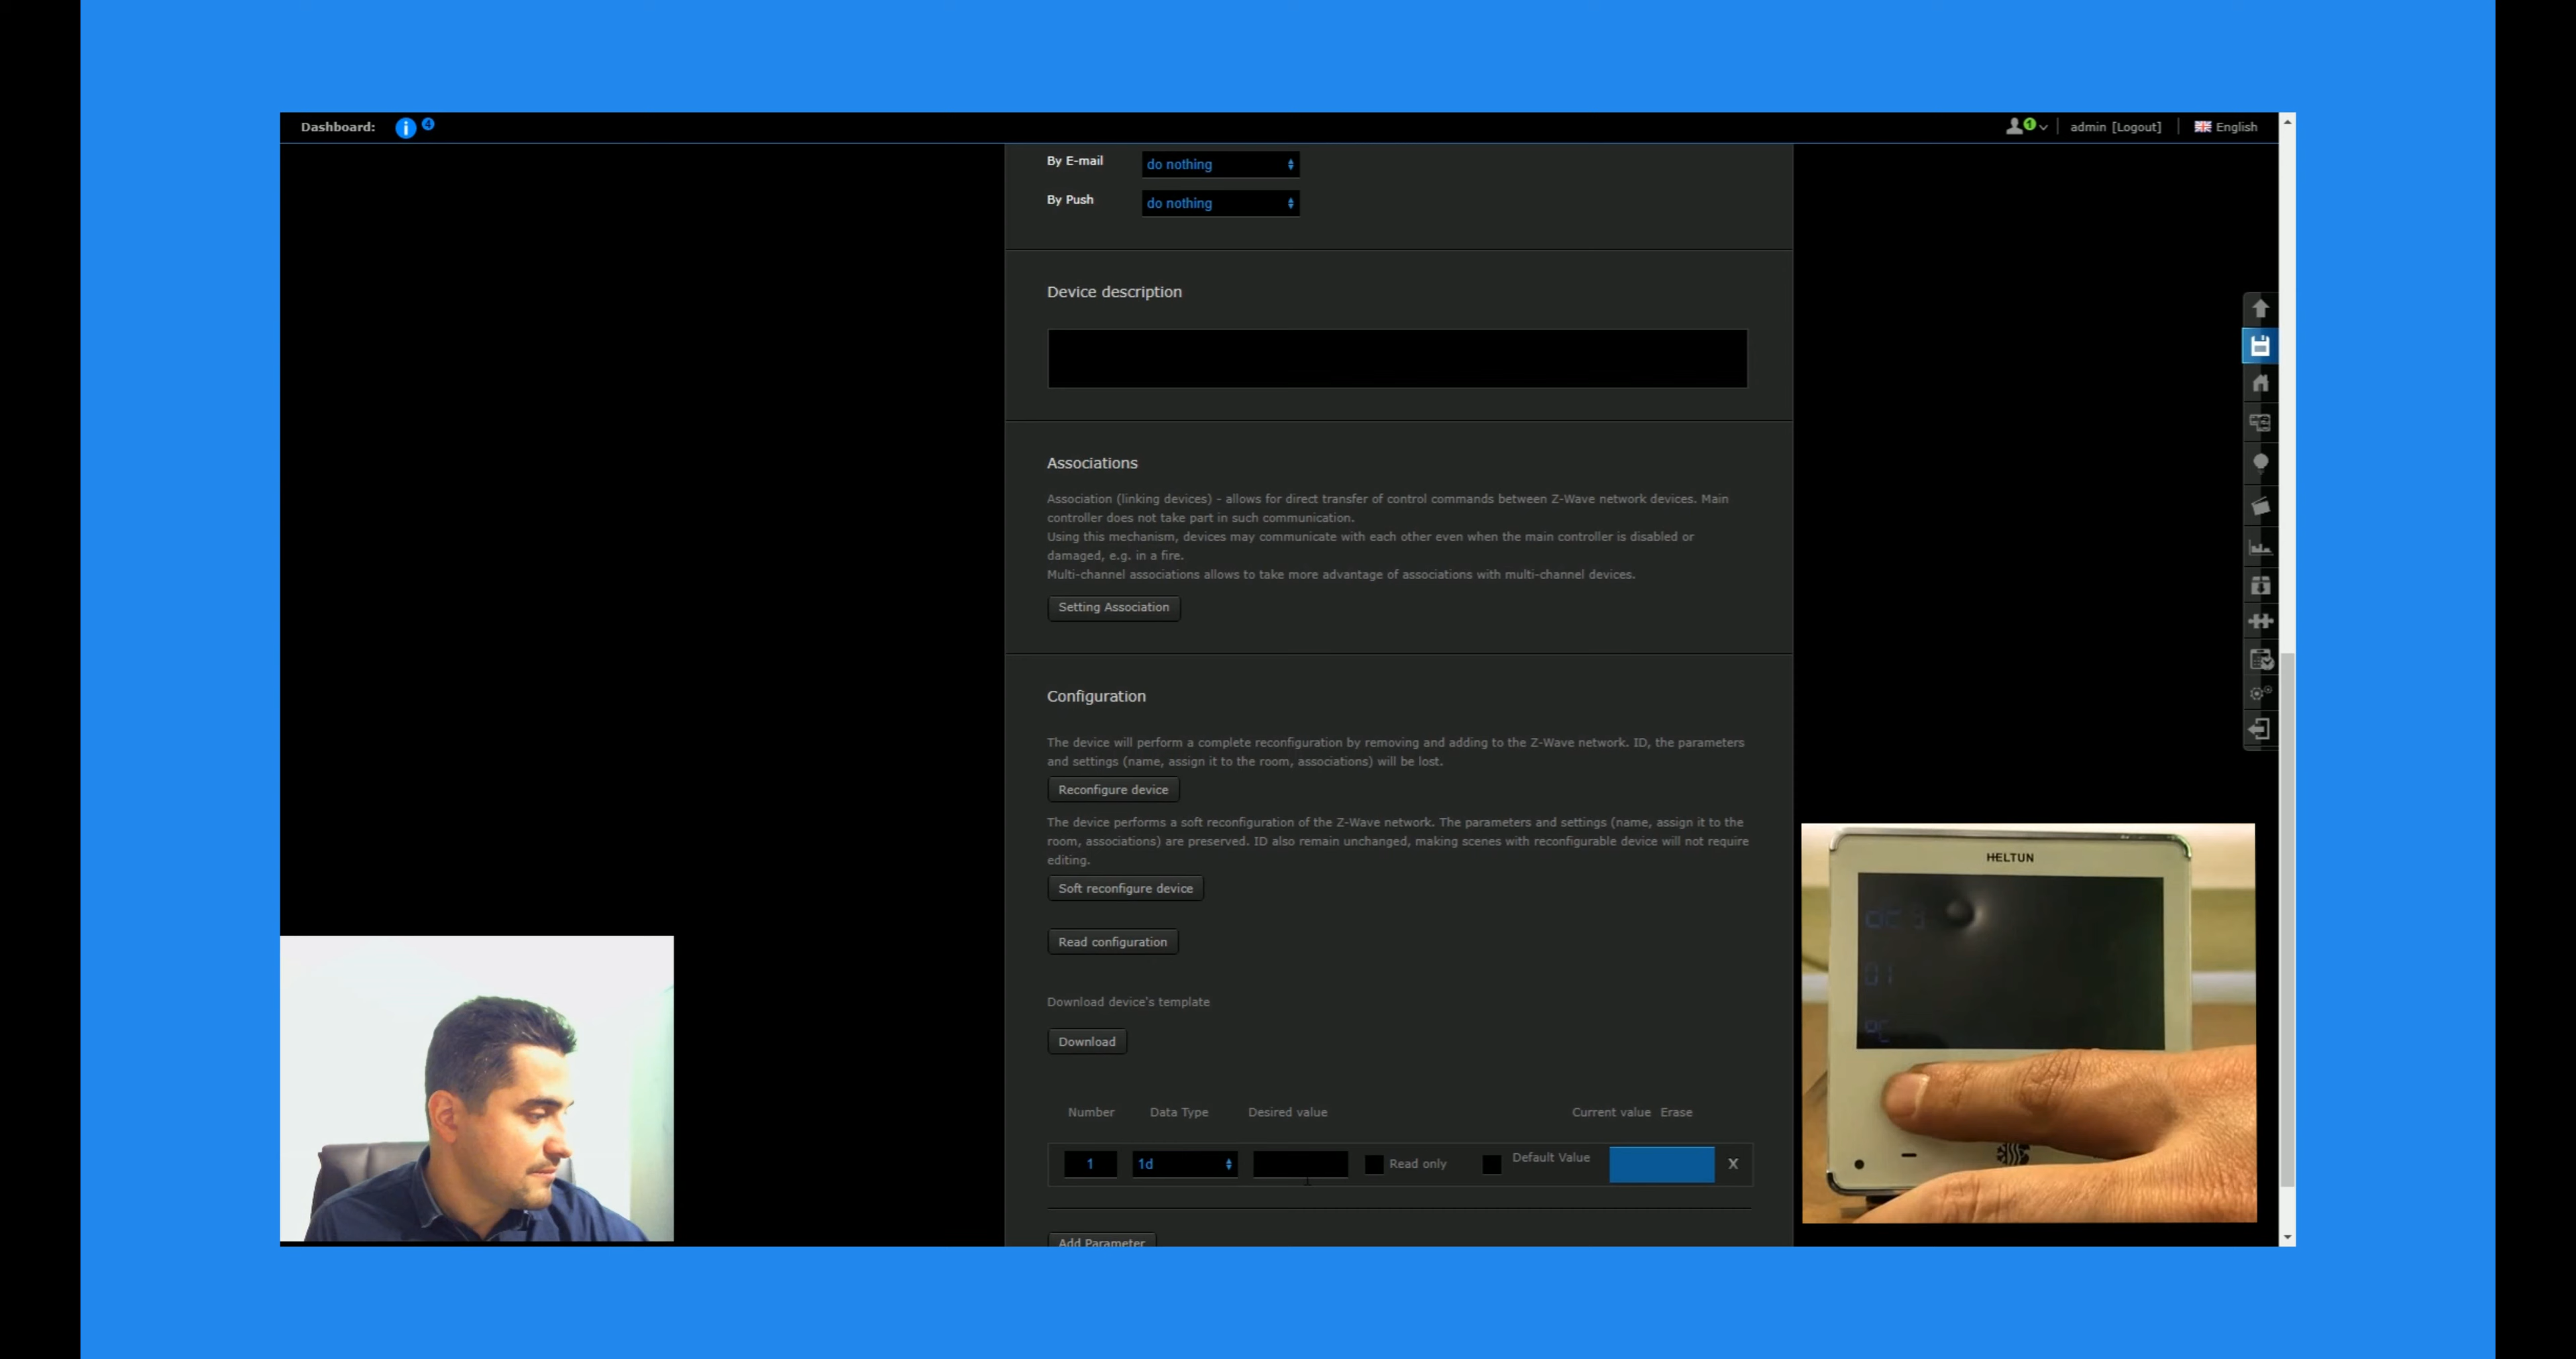 Dashboard: i 4
1 admin [Logout] English
By E-mail do nothing
By Push do nothing
Device description
Associations
Association (linking devices) - allows for direct transfer of control commands between Z-Wave network devices. Main
controller does not take part in such communication.
Using this mechanism, devices may communicate with each other even when the main controller is disabled or
damaged, e.g. in a fire.
Multi-channel associations allows to take more advantage of associations with multi-channel devices.
Setting Association
Configuration
The device will perform a complete reconfiguration by removing and adding to the Z-Wave network. ID, the parameters
and settings (name, assign it to the room, associations) will be lost.
Reconfigure device
The device performs a soft reconfiguration of the Z-Wave network. The parameters and settings (name, assign it to the
room, associations) are preserved. ID also remain unchanged, making scenes with reconfigurable device will not require
editing.
Soft reconfigure device
Read configuration
Download device's template
Download
Number Data Type Desired value Current value Erase
1 1d Read only Default Value X
Add Parameter
HELTUN
01
°C